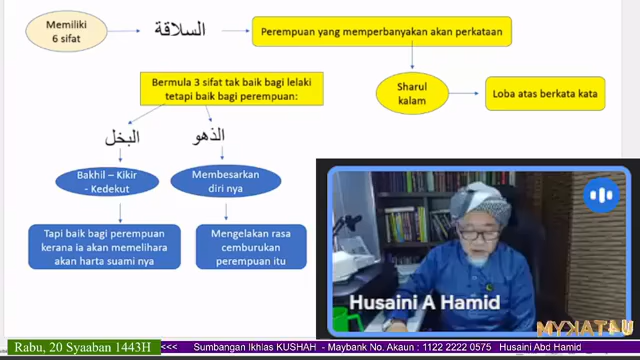 Memiliki
6 sifat
السلاقة
Perempuan yang memperbanyakan akan perkataan
Sharul
kalam
Loba atas berkata kata
Bermula 3 sifat tak baik bagi lelaki
tetapi baik bagi perempuan:
البخل
الذهو
Bakhil – Kikir
- Kedekut
Membesarkan
diri nya
Tapi baik bagi perempuan
kerana ia akan memelihara
akan harta suami nya
Mengelakan rasa
cemburukan
perempuan itu
Husaini A Hamid
MYKAT4U
Rabu, 20 Syaaban 1443H
<<< Sumbangan Ikhlas KUSHAH - Maybank No. Akaun : 1122 2222 0575 Husaini Abd Hamid